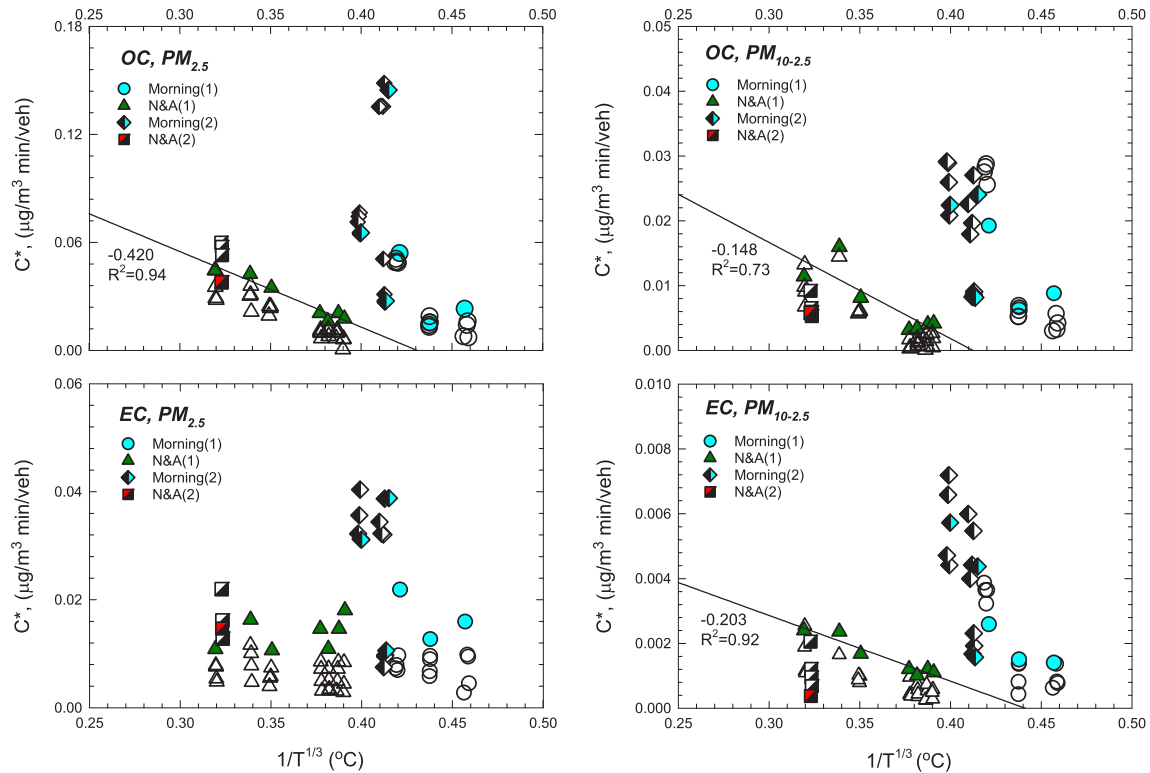 0.25 0.30 0.35 0.40 0.45 0.50
0.18
0.12
0.06
0.00
C*, (µg/m³ min/veh)
OC, PM2.5
Morning(1)
N&A(1)
Morning(2)
N&A(2)
-0.420
R²=0.94
0.25 0.30 0.35 0.40 0.45 0.50
0.05
0.04
0.03
0.02
0.01
0.00
C*, (µg/m³ min/veh)
OC, PM10-2.5
Morning(1)
N&A(1)
Morning(2)
N&A(2)
-0.148
R²=0.73
0.06
0.04
0.02
0.00
C*, (µg/m³ min/veh)
EC, PM2.5
Morning(1)
N&A(1)
Morning(2)
N&A(2)
0.25 0.30 0.35 0.40 0.45 0.50
1/T^1/3 (°C)
0.010
0.008
0.006
0.004
0.002
0.000
C*, (µg/m³ min/veh)
EC, PM10-2.5
Morning(1)
N&A(1)
Morning(2)
N&A(2)
-0.203
R²=0.92
0.25 0.30 0.35 0.40 0.45 0.50
1/T^1/3 (°C)